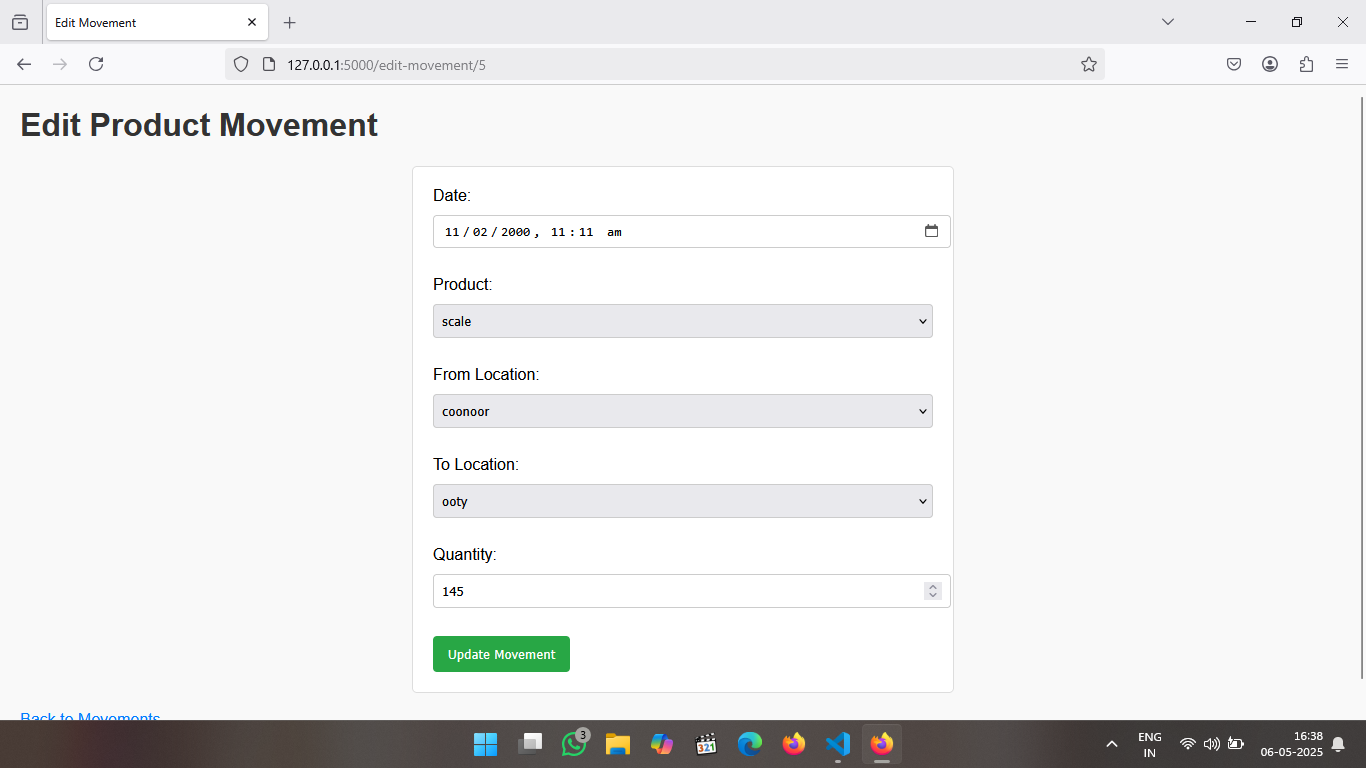 Edit Movement
127.0.0.1:5000/edit-movement/5
Edit Product Movement
Date:
11/02/2000, 11:11 am
Product:
scale
From Location:
coonoor
To Location:
ooty
Quantity:
145
Update Movement
Back to Movements
3
321
ENG
IN
16:38
06-05-2025